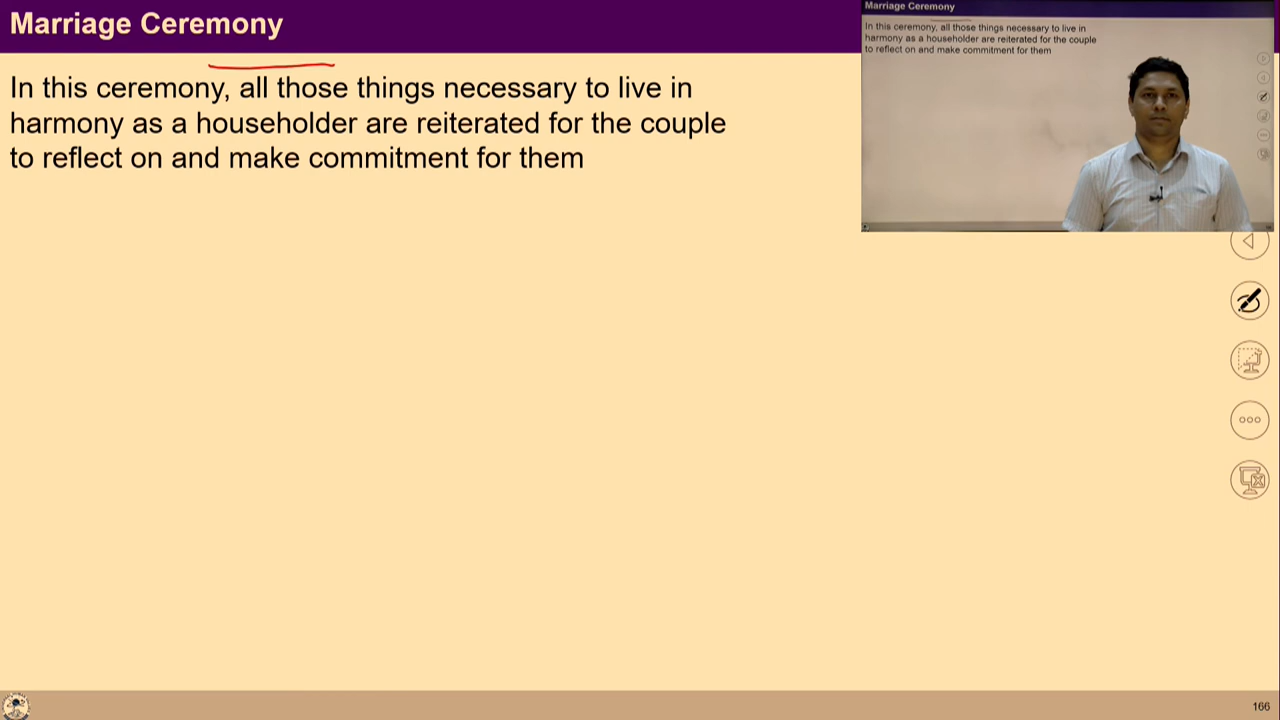 Marriage Ceremony
In this ceremony, all those things necessary to live in
harmony as a householder are reiterated for the couple
to reflect on and make commitment for them
Marriage Ceremony
In this ceremony, all those things necessary to live in
harmony as a householder are reiterated for the couple
to reflect on and make commitment for them
166